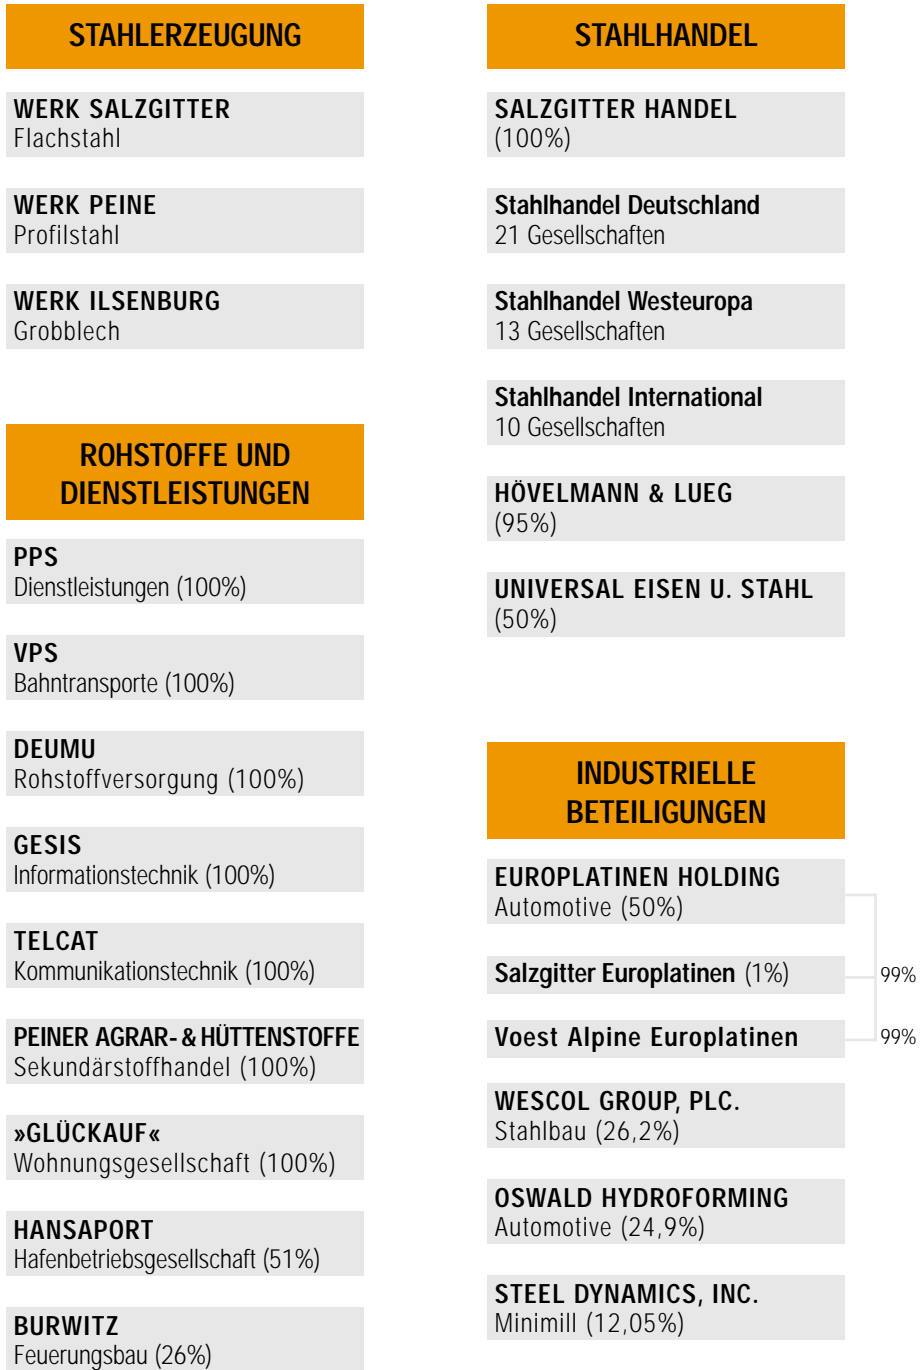 STAHLERZEUGUNG
WERK SALZGITTER
Flachstahl
WERK PEINE
Profilstahl
WERK ILSENBURG
Grobblech
ROHSTOFFE UND
DIENSTLEISTUNGEN
PPS
Dienstleistungen (100%)
VPS
Bahntransporte (100%)
DEUMU
Rohstoffversorgung (100%)
GESIS
Informationstechnik (100%)
TELCAT
Kommunikationstechnik (100%)
PEINER AGRAR- & HÜTTENSTOFFE
Sekundärstoffhandel (100%)
»GLÜCKAUF«
Wohnungsgesellschaft (100%)
HANSAPORT
Hafenbetriebsgesellschaft (51%)
BURWITZ
Feuerungsbau (26%)
STAHLHANDEL
SALZGITTER HANDEL
(100%)
Stahlhandel Deutschland
21 Gesellschaften
Stahlhandel Westeuropa
13 Gesellschaften
Stahlhandel International
10 Gesellschaften
HÖVELMANN & LUEG
(95%)
UNIVERSAL EISEN U. STAHL
(50%)
INDUSTRIELLE
BETEILIGUNGEN
EUROPLATINEN HOLDING
Automotive (50%)
Salzgitter Europlatinen (1%)
99%
Voest Alpine Europlatinen
99%
WESCOL GROUP, PLC.
Stahlbau (26,2%)
OSWALD HYDROFORMING
Automotive (24,9%)
STEEL DYNAMICS, INC.
Minimill (12,05%)